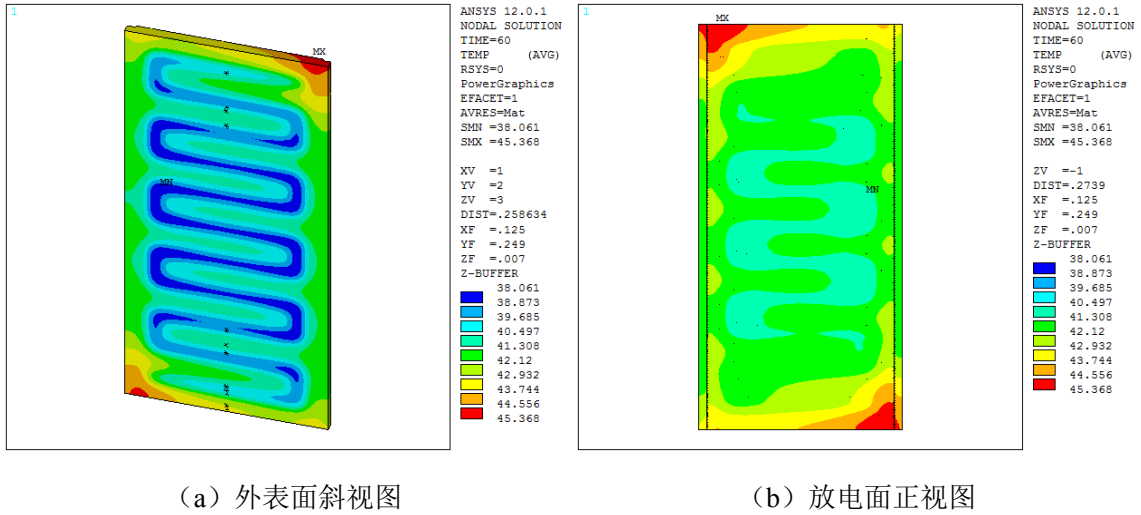 1
MX
MN
ANSYS 12.0.1
NODAL SOLUTION
TIME=60
TEMP (AVG)
RSYS=0
PowerGraphics
EFACET=1
AVRES=Mat
SMN =38.061
SMX =45.368
XV =1
YV =2
ZV =3
DIST=.258634
XF =.125
YF =.249
ZF =.007
Z-BUFFER
38.061
38.873
39.685
40.497
41.308
42.12
42.932
43.744
44.556
45.368
(a)外表面斜视图
1
MX
MN
ANSYS 12.0.1
NODAL SOLUTION
TIME=60
TEMP (AVG)
RSYS=0
PowerGraphics
EFACET=1
AVRES=Mat
SMN =38.061
SMX =45.368
ZV =-1
DIST=.2739
XF =.125
YF =.249
ZF =.007
Z-BUFFER
38.061
38.873
39.685
40.497
41.308
42.12
42.932
43.744
44.556
45.368
(b)放电面正视图